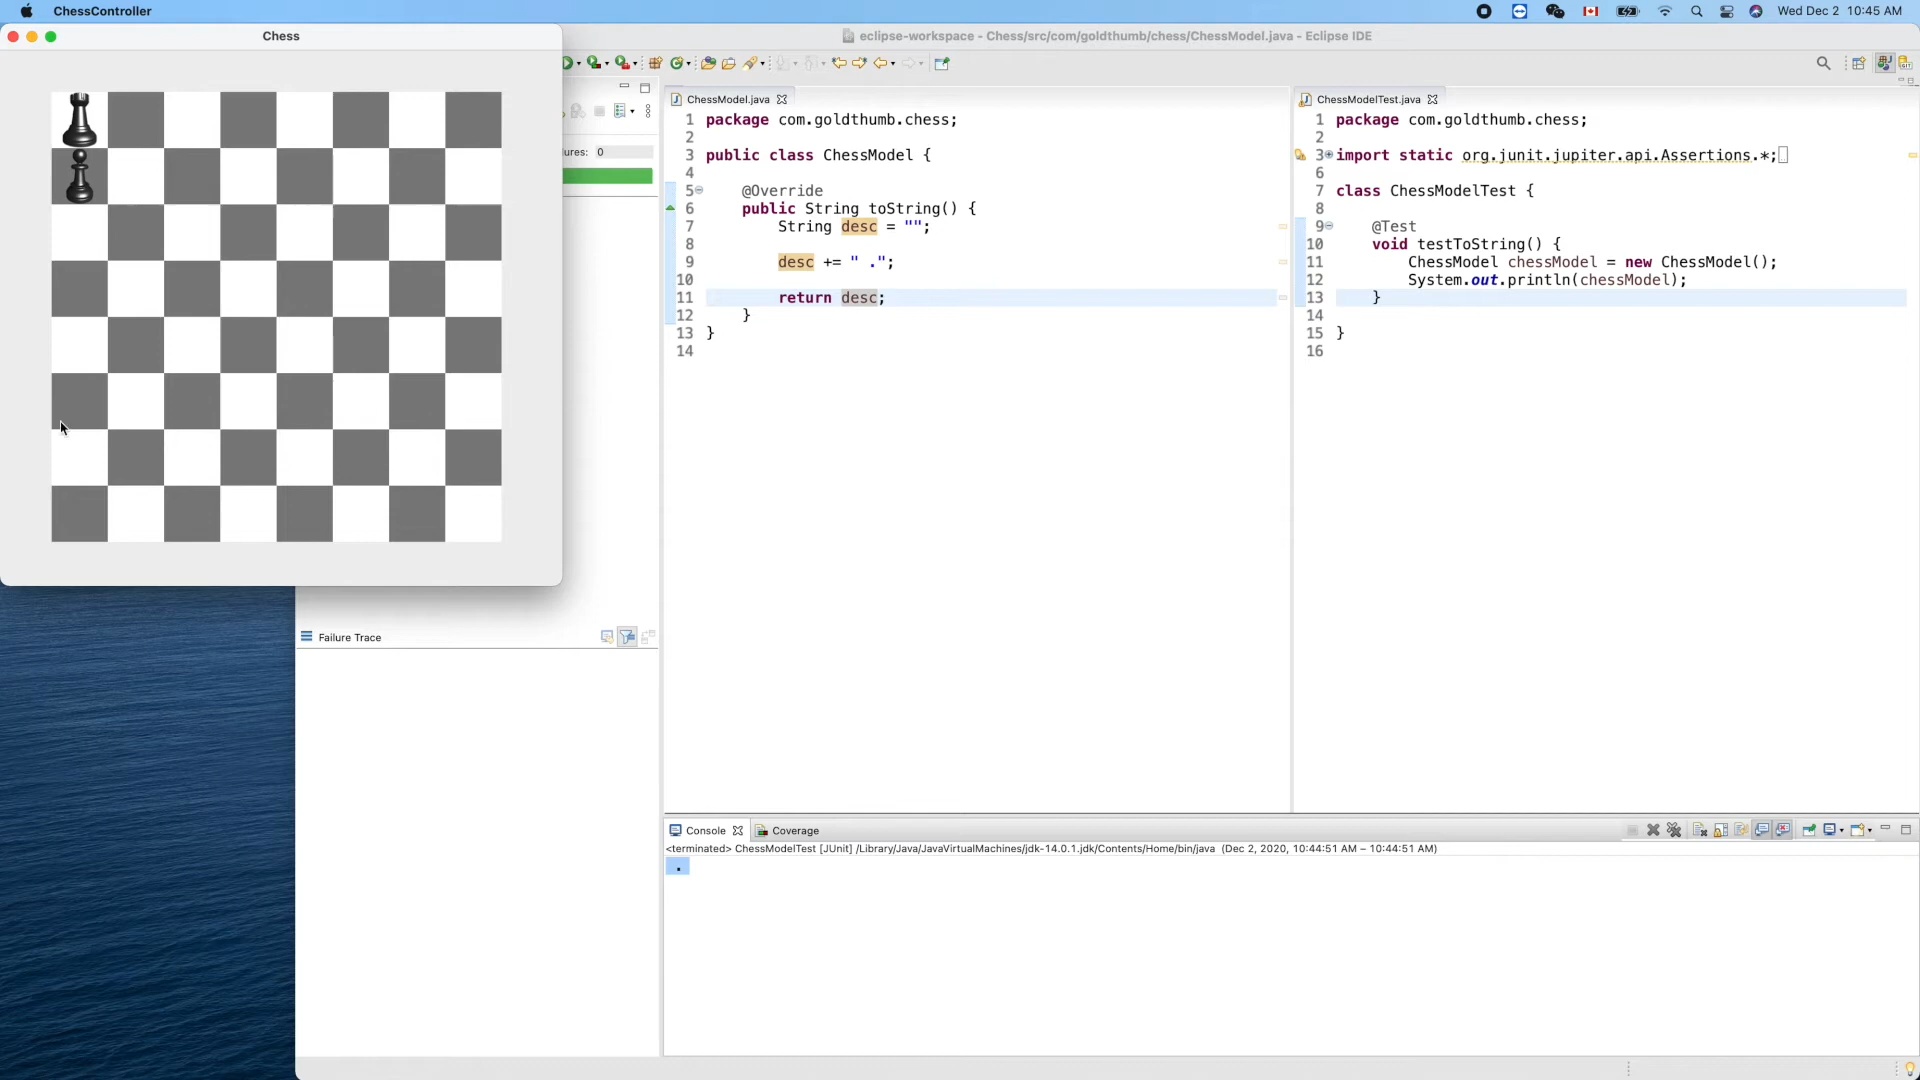 ChessController
Wed Dec 2 10:45 AM
Chess
eclipse-workspace - Chess/src/com/goldthumb/chess/ChessModel.java - Eclipse IDE
ures: 0
ChessModel.java
1 package com.goldthumb.chess;
2
3 public class ChessModel {
4
5 @Override
6 public String toString() {
7 String desc = "";
8
9 desc += " .";
10
11 return desc;
12 }
13 }
14
ChessModelTest.java
1 package com.goldthumb.chess;
2
3 import static org.junit.jupiter.api.Assertions.*;
6
7 class ChessModelTest {
8
9 @Test
10 void testToString() {
11 ChessModel chessModel = new ChessModel();
12 System.out.println(chessModel);
13 }
14
15 }
16
Failure Trace
Console
Coverage
<terminated> ChessModelTest [JUnit] /Library/Java/JavaVirtualMachines/jdk-14.0.1.jdk/Contents/Home/bin/java (Dec 2, 2020, 10:44:51 AM – 10:44:51 AM)
.